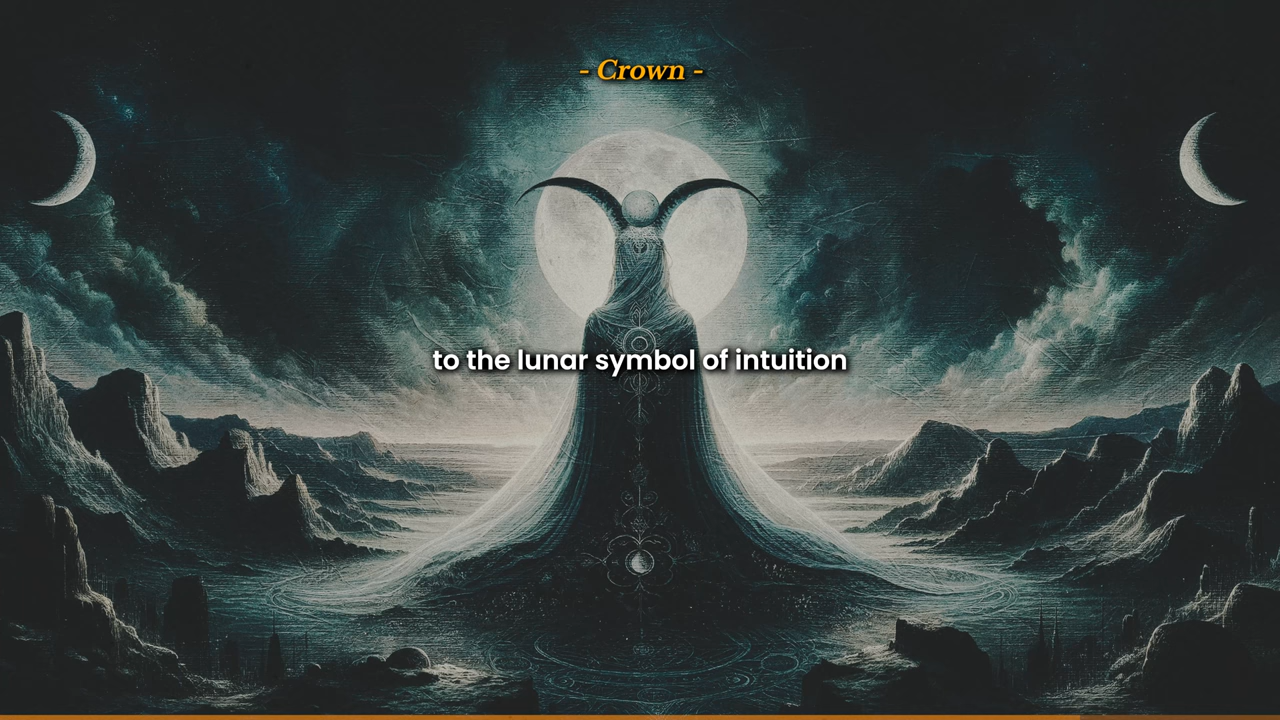 - Crown -
to the lunar symbol of intuition